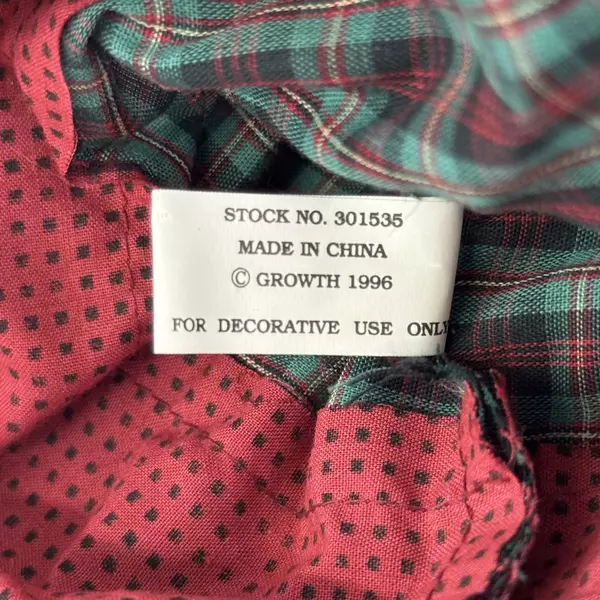 STOCK NO. 301535
MADE IN CHINA
© GROWTH 1996
FOR DECORATIVE USE ONLY